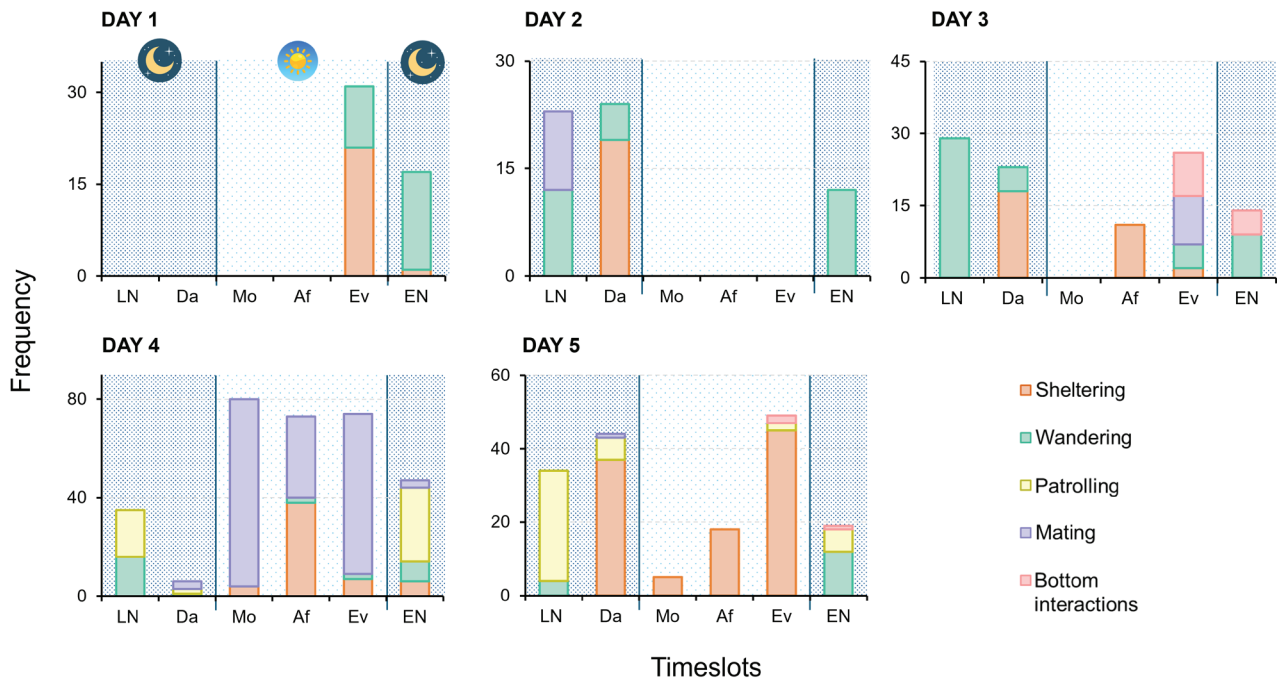 DAY 1
30
15
0
LN Da Mo Af Ev EN
DAY 2
30
15
0
LN Da Mo Af Ev EN
DAY 3
45
30
15
0
LN Da Mo Af Ev EN
Frequency
DAY 4
80
40
0
LN Da Mo Af Ev EN
DAY 5
60
40
20
0
LN Da Mo Af Ev EN
Sheltering
Wandering
Patrolling
Mating
Bottom
interactions
Timeslots